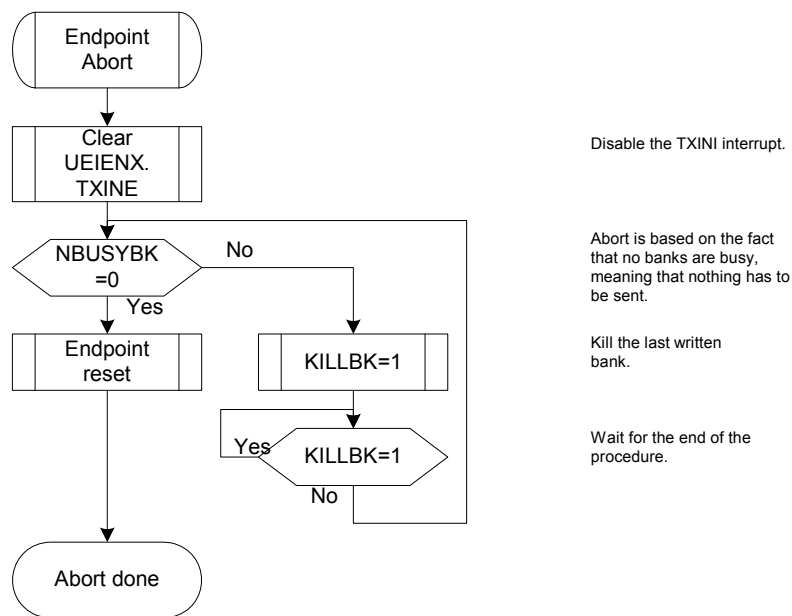 Endpoint
Abort
Clear
UEIENX.
TXINE
Disable the TXINI interrupt.
NBUSYBK
=0
No
Yes
Abort is based on the fact
that no banks are busy,
meaning that nothing has to
be sent.
Endpoint
reset
KILLBK=1
Kill the last written
bank.
Yes
KILLBK=1
No
Wait for the end of the
procedure.
Abort done